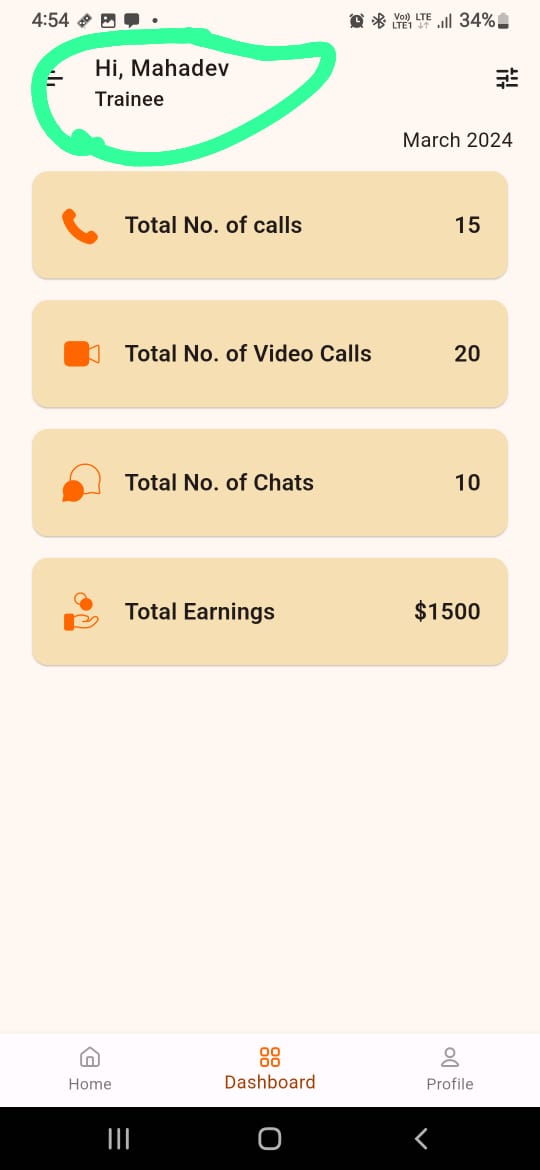 4:54
Vo)) LTE
LTE1
34%
Hi, Mahadev
Trainee
March 2024
Total No. of calls 15
Total No. of Video Calls 20
Total No. of Chats 10
Total Earnings $1500
Home Dashboard Profile